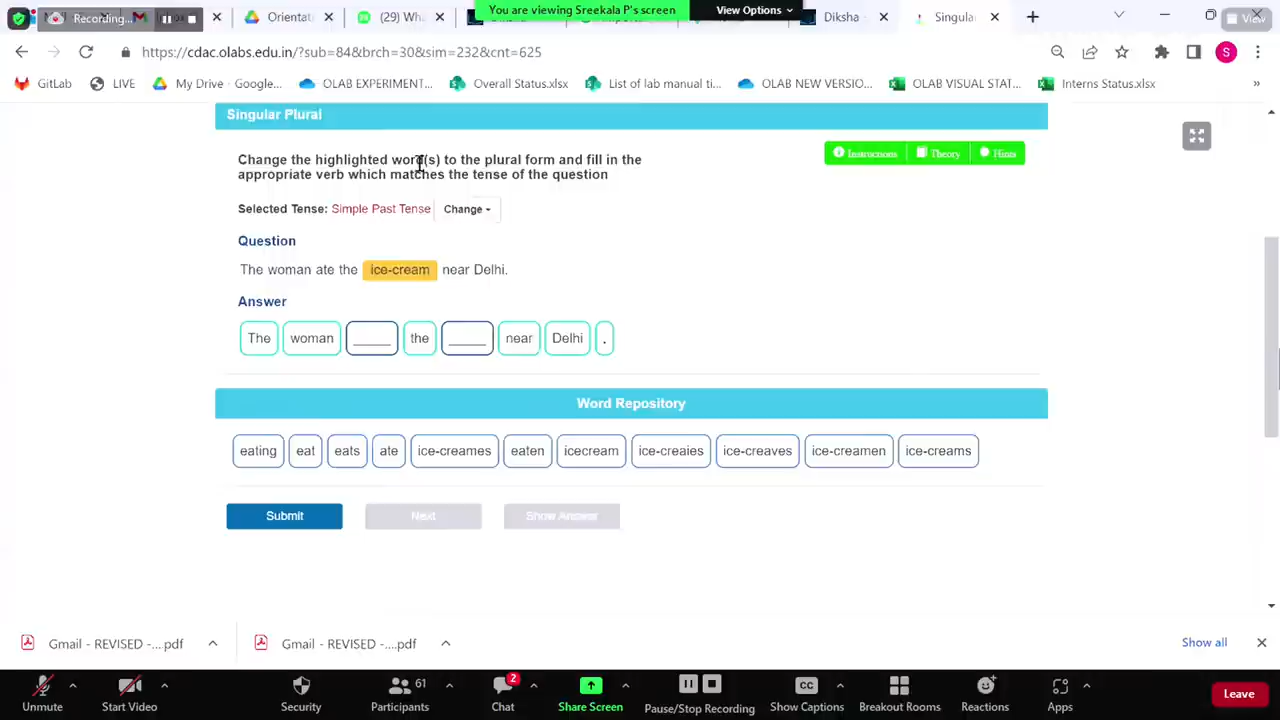 Recording...
You are viewing Sreekala P's screen
View Options
View
Orientat
(29) Wha
Diksha
Singular
https://cdac.olabs.edu.in/?sub=84&brch=30&sim=232&cnt=625
S
GitLab LIVE My Drive - Google... OLAB EXPERIMENT... Overall Status.xlsx List of lab manual ti... OLAB NEW VERSIO... OLAB VISUAL STAT... Interns Status.xlsx »
Singular Plural
Change the highlighted word(s) to the plural form and fill in the
appropriate verb which matches the tense of the question
Instructions Theory Hints
Selected Tense: Simple Past Tense Change
Question
The woman ate the ice-cream near Delhi.
Answer
The woman _____ the _____ near Delhi .
Word Repository
eating eat eats ate ice-creames eaten icecream ice-creaies ice-creaves ice-creamen ice-creams
Submit Next Show Answer
Gmail - REVISED -....pdf Gmail - REVISED -....pdf Show all
61 2 CC
Unmute Start Video Security Participants Chat Share Screen Pause/Stop Recording Show Captions Breakout Rooms Reactions Apps Leave